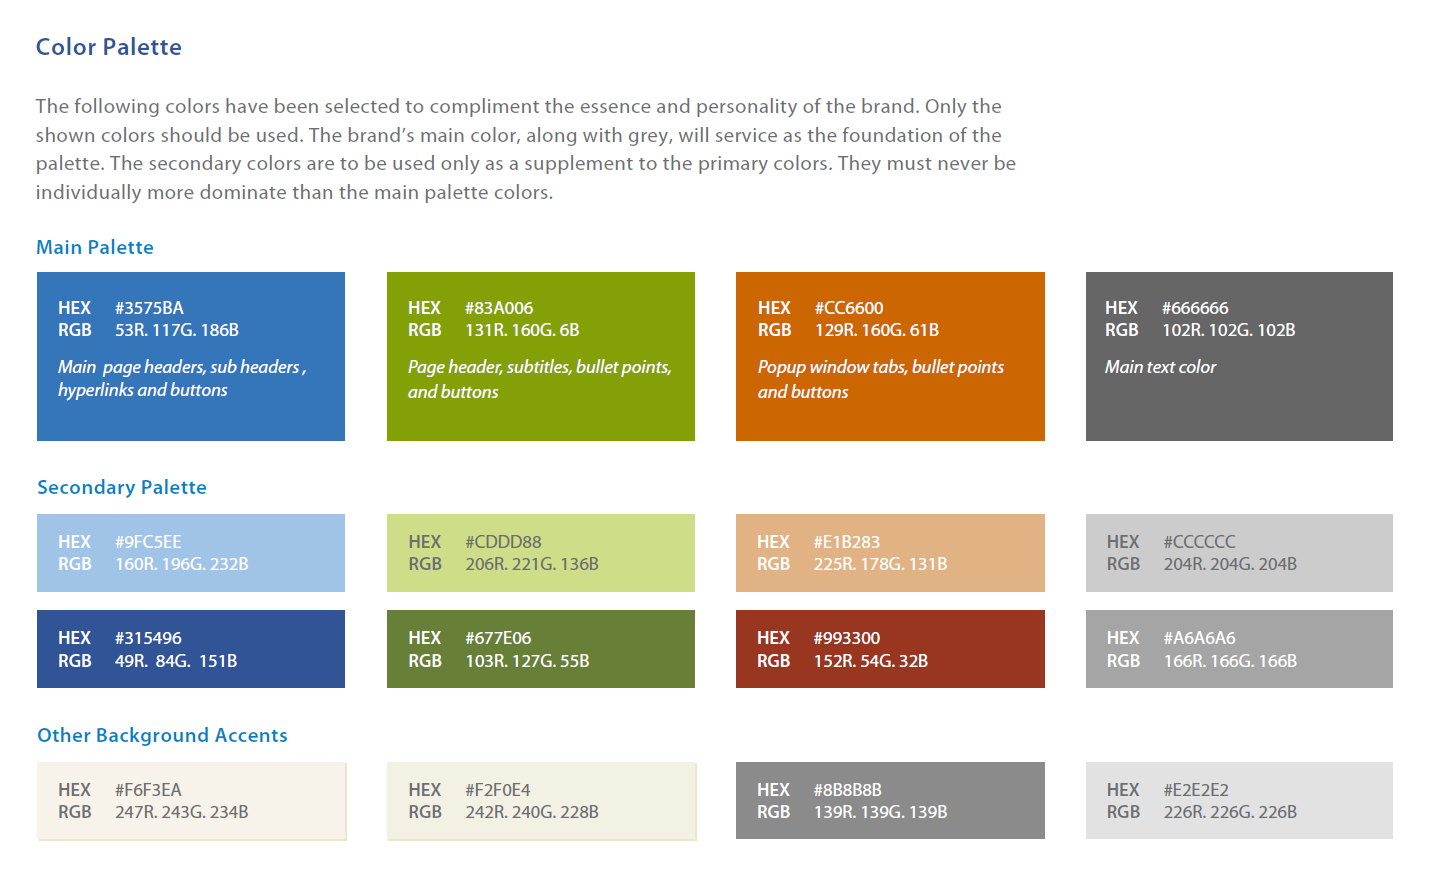 Color Palette
The following colors have been selected to compliment the essence and personality of the brand. Only the
shown colors should be used. The brand's main color, along with grey, will service as the foundation of the
palette. The secondary colors are to be used only as a supplement to the primary colors. They must never be
individually more dominate than the main palette colors.
Main Palette
HEX #3575BA
RGB 53R. 117G. 186B
Main page headers, sub headers ,
hyperlinks and buttons
HEX #83A006
RGB 131R. 160G. 6B
Page header, subtitles, bullet points,
and buttons
HEX #CC6600
RGB 129R. 160G. 61B
Popup window tabs, bullet points
and buttons
HEX #666666
RGB 102R. 102G. 102B
Main text color
Secondary Palette
HEX #9FC5EE
RGB 160R. 196G. 232B
HEX #CDDD88
RGB 206R. 221G. 136B
HEX #E1B283
RGB 225R. 178G. 131B
HEX #CCCCCC
RGB 204R. 204G. 204B
HEX #315496
RGB 49R. 84G. 151B
HEX #677E06
RGB 103R. 127G. 55B
HEX #993300
RGB 152R. 54G. 32B
HEX #A6A6A6
RGB 166R. 166G. 166B
Other Background Accents
HEX #F6F3EA
RGB 247R. 243G. 234B
HEX #F2F0E4
RGB 242R. 240G. 228B
HEX #8B8B8B
RGB 139R. 139G. 139B
HEX #E2E2E2
RGB 226R. 226G. 226B